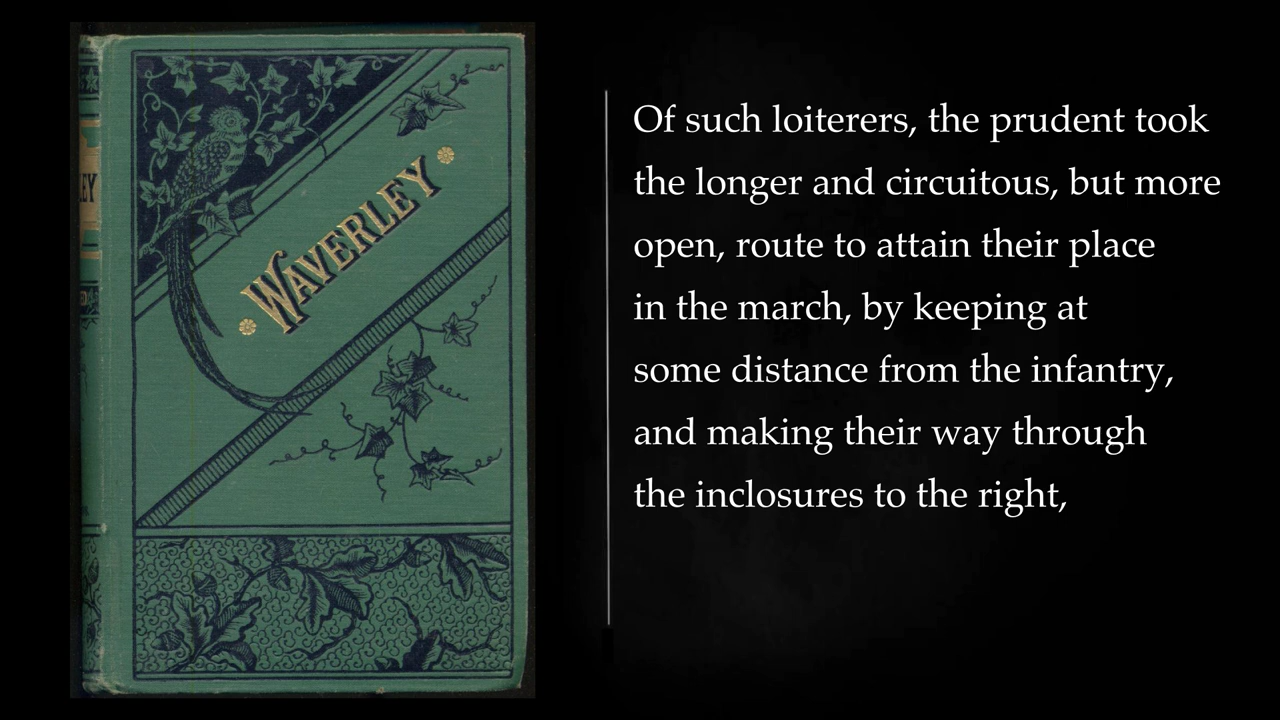 WAVERLEY
EY
Of such loiterers, the prudent took
the longer and circuitous, but more
open, route to attain their place
in the march, by keeping at
some distance from the infantry,
and making their way through
the inclosures to the right,